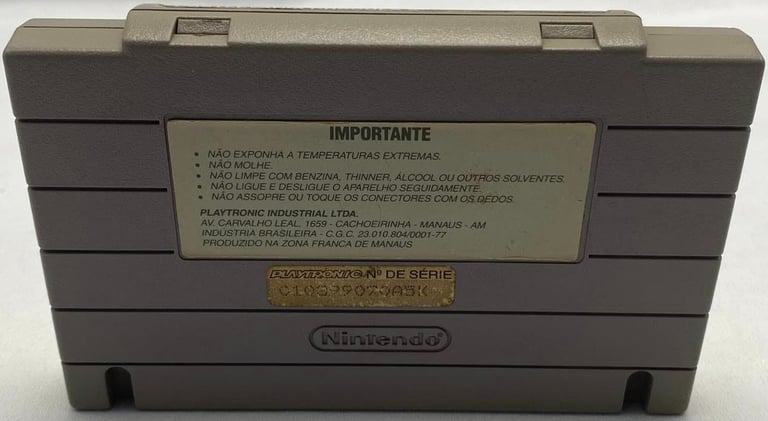 IMPORTANTE
• NÃO EXPONHA A TEMPERATURAS EXTREMAS.
• NÃO MOLHE.
• NÃO LIMPE COM BENZINA, THINNER, ÁLCOOL OU OUTROS SOLVENTES.
• NÃO LIGUE E DESLIGUE O APARELHO SEGUIDAMENTE.
• NÃO ASSOPRE OU TOQUE OS CONECTORES COM OS DEDOS.
PLAYTRONIC INDUSTRIAL LTDA.
AV. CARVALHO LEAL, 1659 - CACHOEIRINHA - MANAUS - AM
INDÚSTRIA BRASILEIRA - C.G.C. 23.010.804/0001-77
PRODUZIDO NA ZONA FRANCA DE MANAUS
PLAYTRONIC Nº DE SÉRIE
Nintendo®